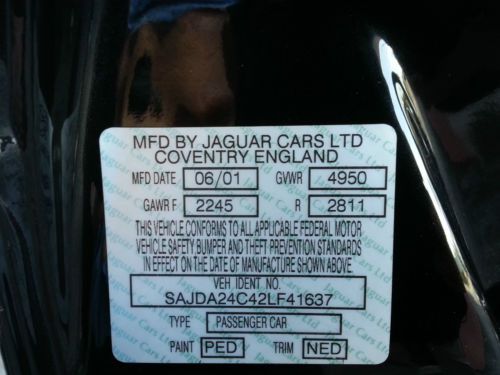 MFD BY JAGUAR CARS LTD
COVENTRY ENGLAND
MFD DATE 06/01 GVWR 4950
GAWR F 2245 R 2811
THIS VEHICLE CONFORMS TO ALL APPLICABLE FEDERAL MOTOR
VEHICLE SAFETY BUMPER AND THEFT PREVENTION STANDARDS
IN EFFECT ON THE DATE OF MANUFACTURE SHOWN ABOVE.
VEH IDENT NO.
SAJDA24C42LF41637
TYPE PASSENGER CAR
PAINT PED TRIM NED